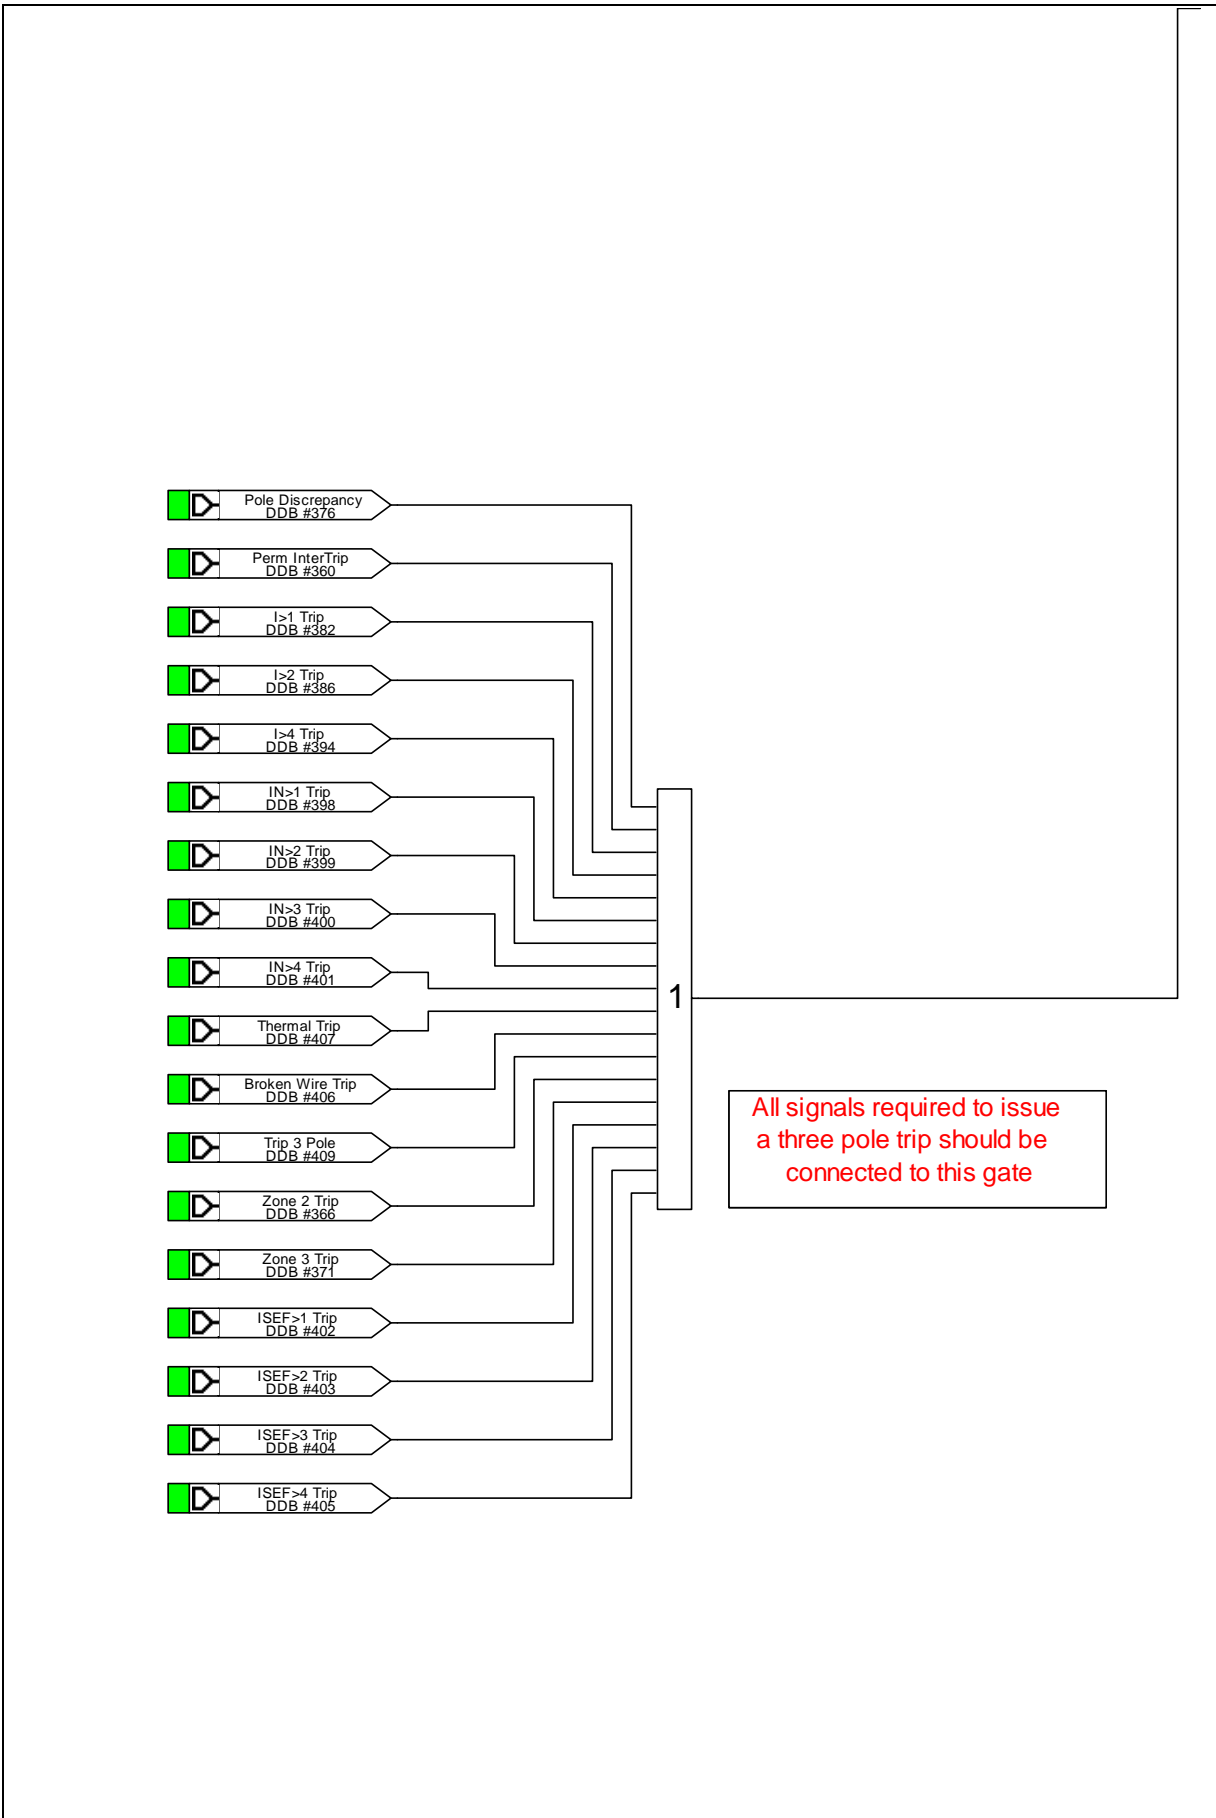 Pole Discrepancy
DDB #376
Perm InterTrip
DDB #360
I>1 Trip
DDB #382
I>2 Trip
DDB #386
I>4 Trip
DDB #394
IN>1 Trip
DDB #398
IN>2 Trip
DDB #399
IN>3 Trip
DDB #400
IN>4 Trip
DDB #401
Thermal Trip
DDB #407
Broken Wire Trip
DDB #406
Trip 3 Pole
DDB #409
Zone 2 Trip
DDB #366
Zone 3 Trip
DDB #371
ISEF>1 Trip
DDB #402
ISEF>2 Trip
DDB #403
ISEF>3 Trip
DDB #404
ISEF>4 Trip
DDB #405
1
All signals required to issue
a three pole trip should be
connected to this gate